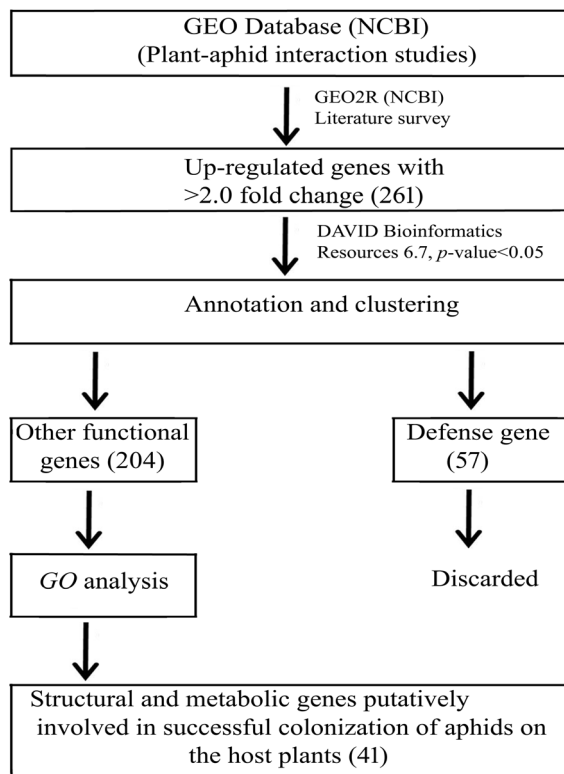 GEO Database (NCBI)
(Plant-aphid interaction studies)
GEO2R (NCBI)
Literature survey
Up-regulated genes with
>2.0 fold change (261)
DAVID Bioinformatics
Resources 6.7, p-value<0.05
Annotation and clustering
Other functional
genes (204)
Defense gene
(57)
GO analysis
Discarded
Structural and metabolic genes putatively
involved in successful colonization of aphids on
the host plants (41)